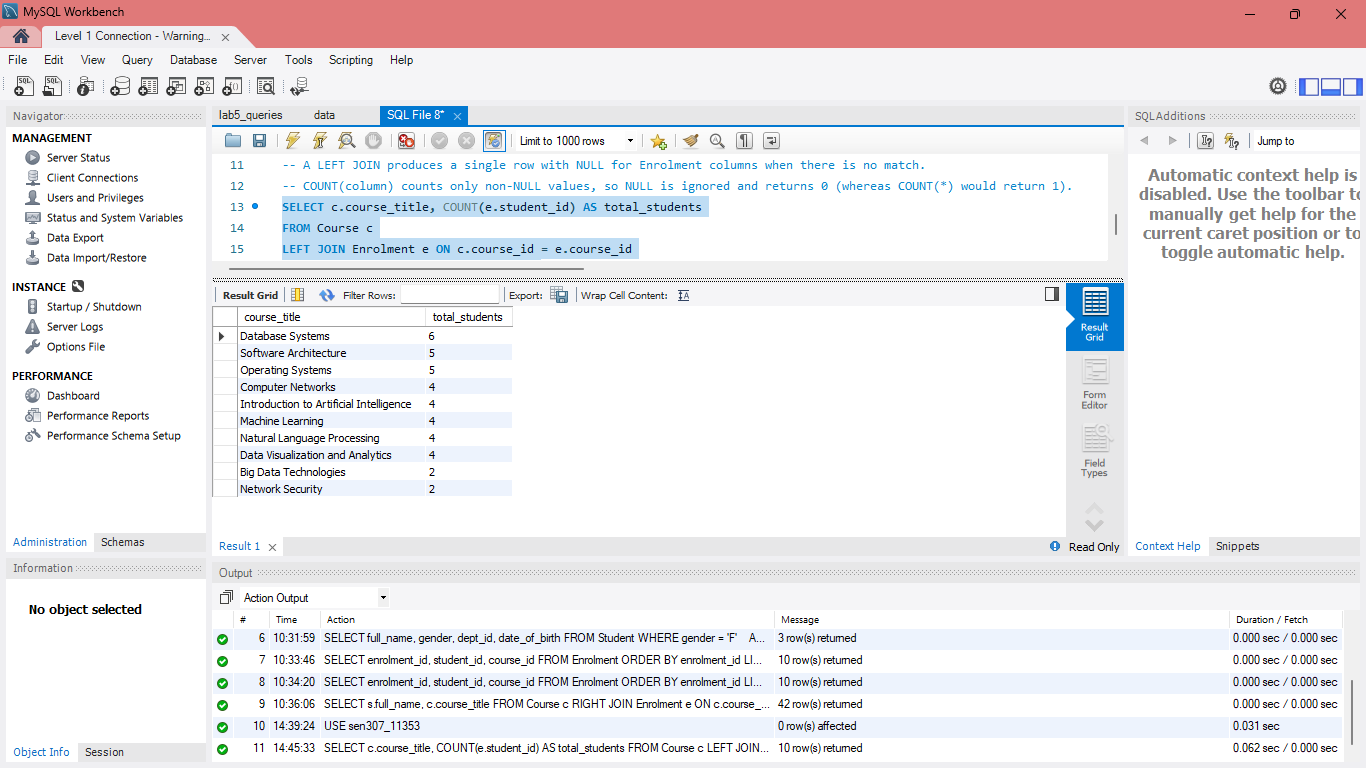 MySQL Workbench
Level 1 Connection - Warning...
File Edit View Query Database Server Tools Scripting Help
Navigator
MANAGEMENT
Server Status
Client Connections
Users and Privileges
Status and System Variables
Data Export
Data Import/Restore
INSTANCE
Startup / Shutdown
Server Logs
Options File
PERFORMANCE
Dashboard
Performance Reports
Performance Schema Setup
Administration Schemas
Information
No object selected
Object Info Session
lab5_queries data SQL File 8*
Limit to 1000 rows
11 -- A LEFT JOIN produces a single row with NULL for Enrolment columns when there is no match.
12 -- COUNT(column) counts only non-NULL values, so NULL is ignored and returns 0 (whereas COUNT(*) would return 1).
13 SELECT c.course_title, COUNT(e.student_id) AS total_students
14 FROM Course c
15 LEFT JOIN Enrolment e ON c.course_id = e.course_id
Result Grid Filter Rows: Export: Wrap Cell Content:
course_title total_students
Database Systems 6
Software Architecture 5
Operating Systems 5
Computer Networks 4
Introduction to Artificial Intelligence 4
Machine Learning 4
Natural Language Processing 4
Data Visualization and Analytics 4
Big Data Technologies 2
Network Security 2
Result Grid
Form Editor
Field Types
Result 1 Read Only
SQLAdditions
Jump to
Automatic context help is
disabled. Use the toolbar to
manually get help for the
current caret position or to
toggle automatic help.
Context Help Snippets
Output
Action Output
# Time Action Message Duration / Fetch
6 10:31:59 SELECT full_name, gender, dept_id, date_of_birth FROM Student WHERE gender = 'F' A... 3 row(s) returned 0.000 sec / 0.000 sec
7 10:33:46 SELECT enrolment_id, student_id, course_id FROM Enrolment ORDER BY enrolment_id LI... 10 row(s) returned 0.000 sec / 0.000 sec
8 10:34:20 SELECT enrolment_id, student_id, course_id FROM Enrolment ORDER BY enrolment_id LI... 10 row(s) returned 0.000 sec / 0.000 sec
9 10:36:06 SELECT s.full_name, c.course_title FROM Course c RIGHT JOIN Enrolment e ON c.course_... 42 row(s) returned 0.000 sec / 0.000 sec
10 14:39:24 USE sen307_11353 0 row(s) affected 0.031 sec
11 14:45:33 SELECT c.course_title, COUNT(e.student_id) AS total_students FROM Course c LEFT JOIN... 10 row(s) returned 0.062 sec / 0.000 sec